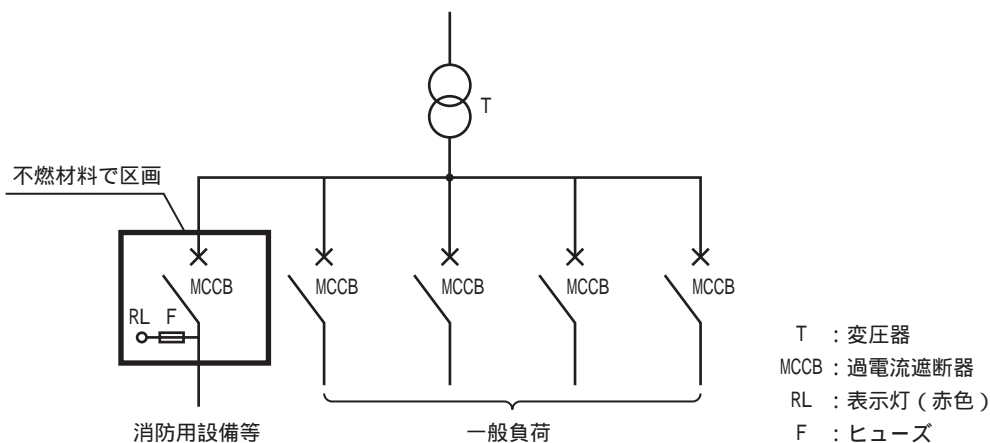 T
不燃材料で区画
MCCB
MCCB
MCCB
MCCB
MCCB
RL F
T :変圧器
MCCB:過電流遮断器
RL :表示灯(赤色)
F :ヒューズ
消防用設備等
一般負荷